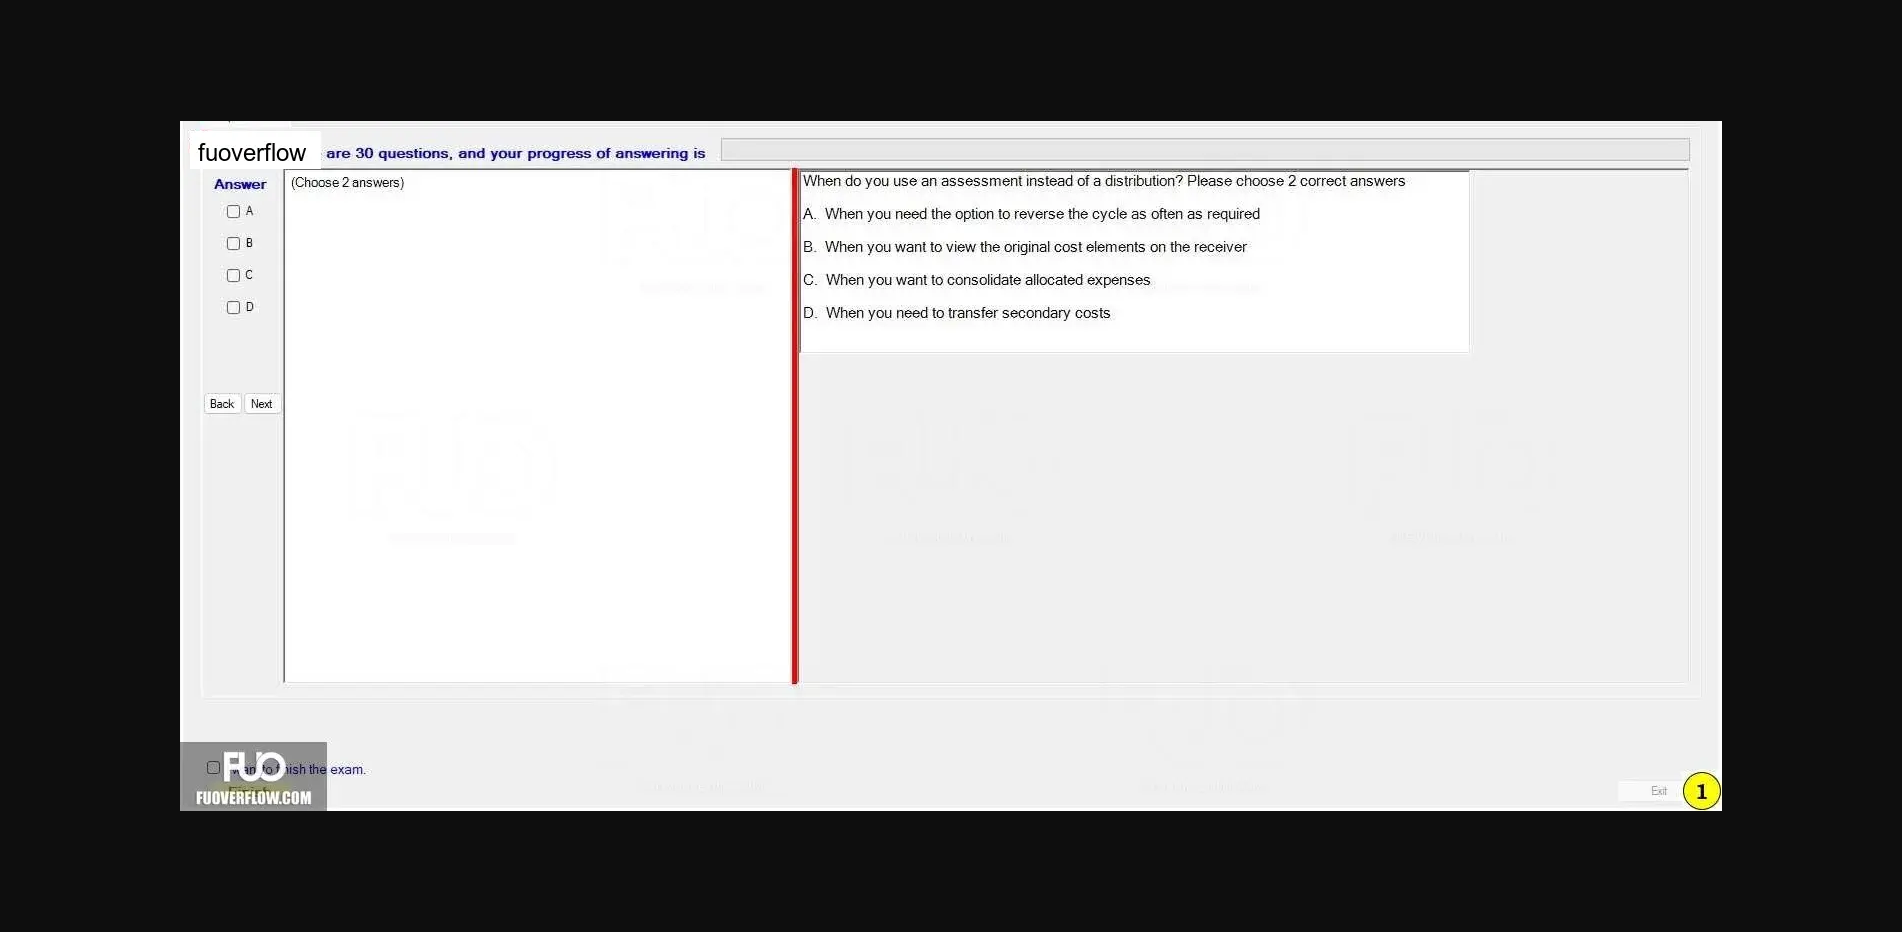 fuoverflow are 30 questions, and your progress of answering is
Answer
A
B
C
D
Back Next
(Choose 2 answers)
When do you use an assessment instead of a distribution? Please choose 2 correct answers
A. When you need the option to reverse the cycle as often as required
B. When you want to view the original cost elements on the receiver
C. When you want to consolidate allocated expenses
D. When you need to transfer secondary costs
FUO
want to finish the exam.
Finish
FUOVERFLOW.COM
Exit
1